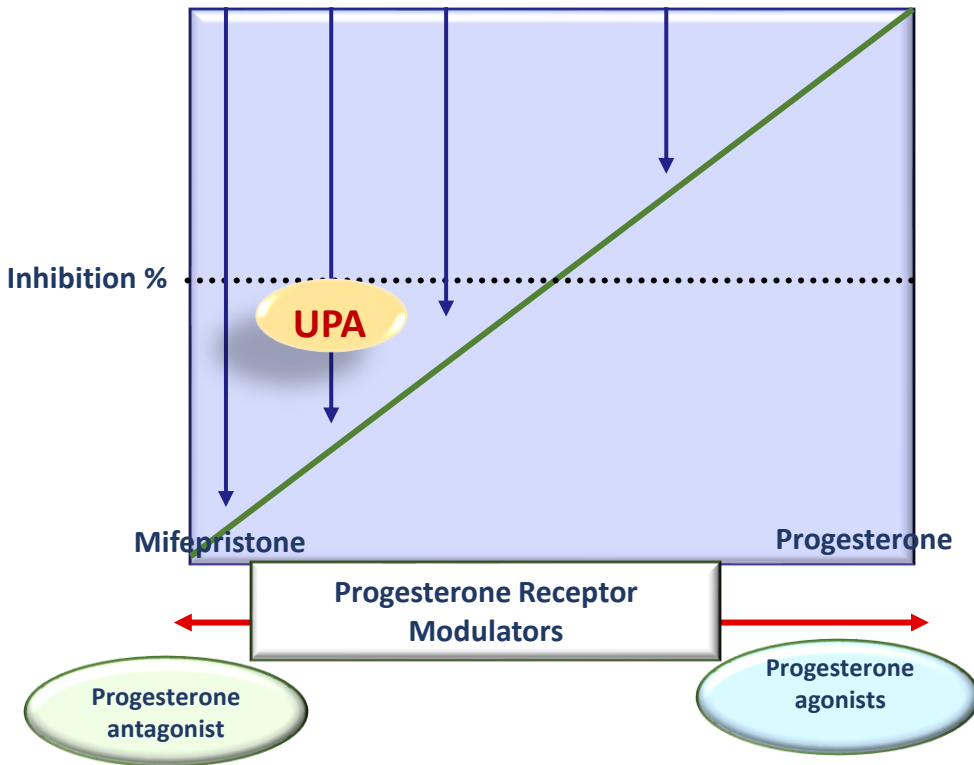 Inhibition %
UPA
Mifepristone
Progesterone
Progesterone Receptor
Modulators
Progesterone
antagonist
Progesterone
agonists